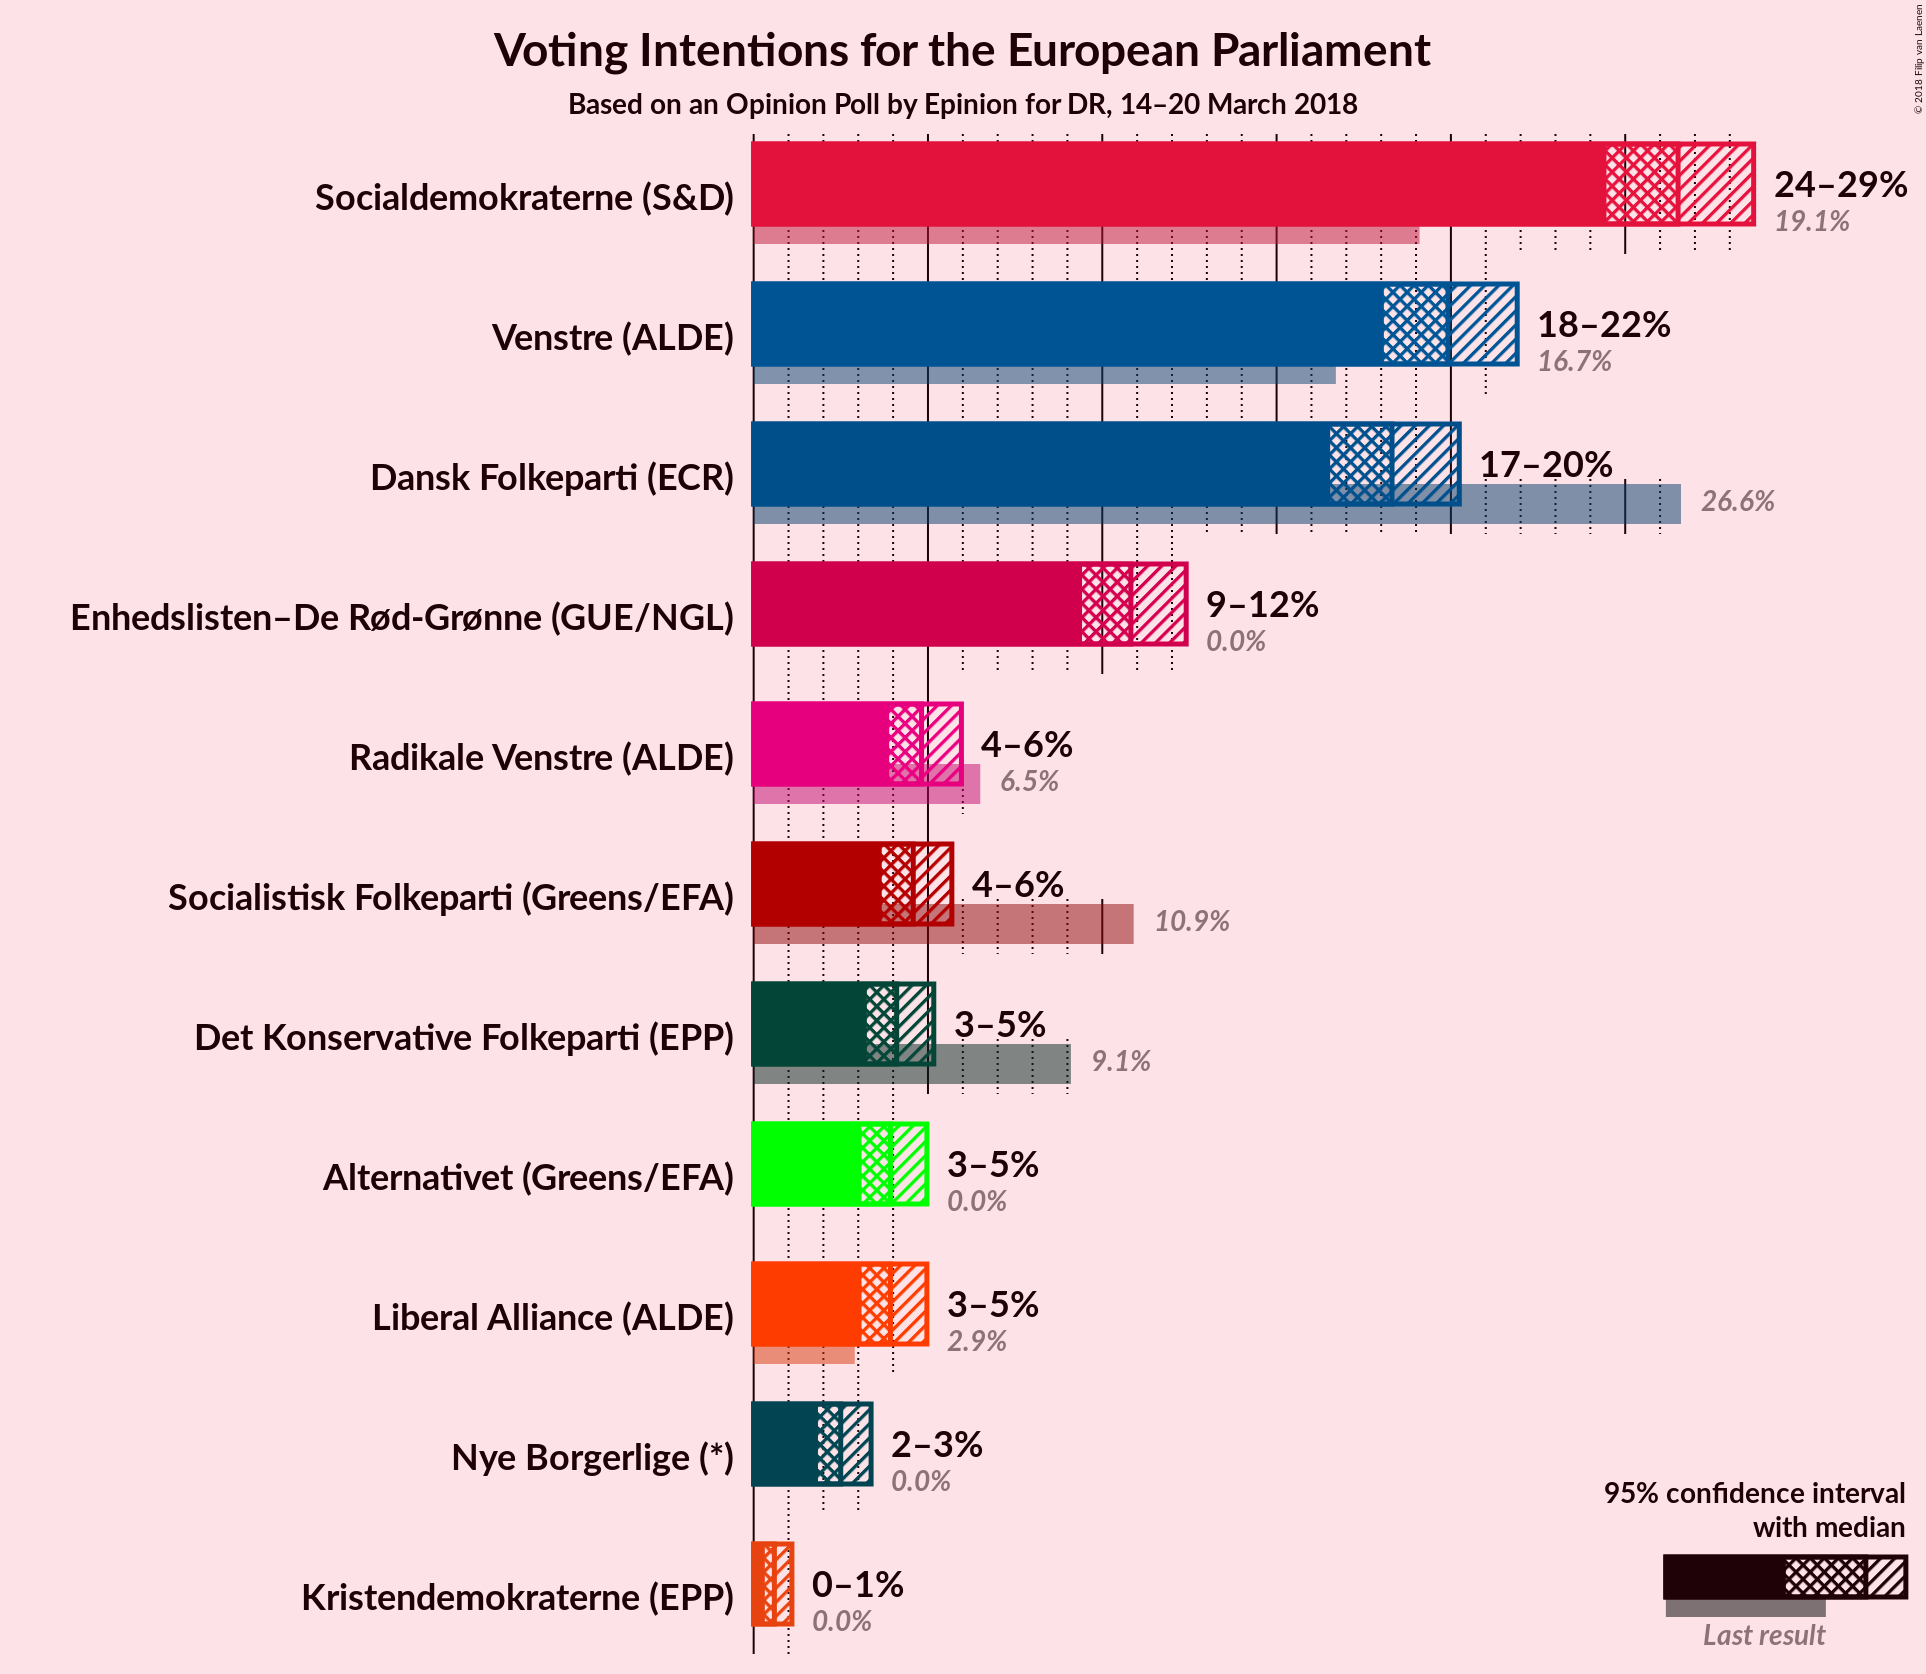 Voting Intentions for the European Parliament
Based on an Opinion Poll by Epinion for DR, 14–20 March 2018
© 2018 Filip van Laenen
Socialdemokraterne (S&D)
24–29%
19.1%
Venstre (ALDE)
18–22%
16.7%
Dansk Folkeparti (ECR)
17–20%
26.6%
Enhedslisten–De Rød-Grønne (GUE/NGL)
9–12%
0.0%
Radikale Venstre (ALDE)
4–6%
6.5%
Socialistisk Folkeparti (Greens/EFA)
4–6%
10.9%
Det Konservative Folkeparti (EPP)
3–5%
9.1%
Alternativet (Greens/EFA)
3–5%
0.0%
Liberal Alliance (ALDE)
3–5%
2.9%
Nye Borgerlige (*)
2–3%
0.0%
Kristendemokraterne (EPP)
0–1%
0.0%
95% confidence interval
with median
Last result